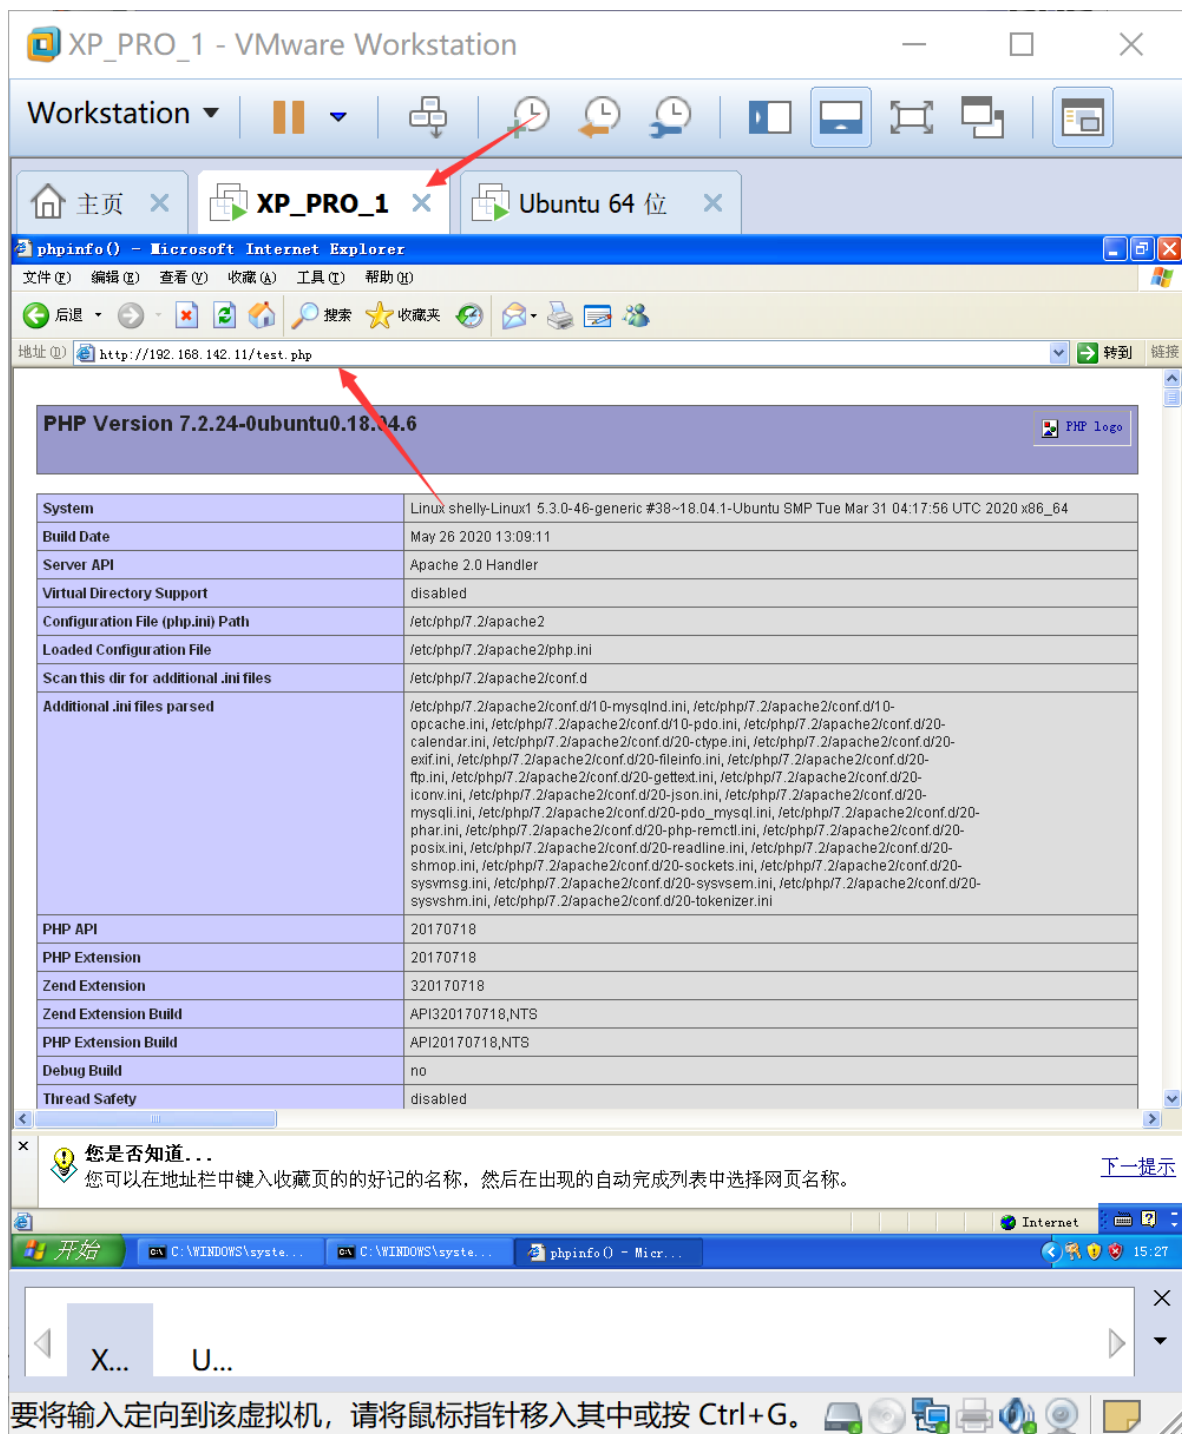 XP_PRO_1 - VMware Workstation
Workstation
主页
XP_PRO_1
Ubuntu 64 位
phpinfo() - Microsoft Internet Explorer
文件(F) 编辑(E) 查看(V) 收藏(A) 工具(T) 帮助(H)
后退 搜索 收藏夹
地址(D) http://192.168.142.11/test.php 转到 链接
PHP Version 7.2.24-0ubuntu0.18.04.6
PHP logo
System Linux shelly-Linux1 5.3.0-46-generic #38~18.04.1-Ubuntu SMP Tue Mar 31 04:17:56 UTC 2020 x86_64
Build Date May 26 2020 13:09:11
Server API Apache 2.0 Handler
Virtual Directory Support disabled
Configuration File (php.ini) Path /etc/php/7.2/apache2
Loaded Configuration File /etc/php/7.2/apache2/php.ini
Scan this dir for additional .ini files /etc/php/7.2/apache2/conf.d
Additional .ini files parsed /etc/php/7.2/apache2/conf.d/10-mysqlnd.ini, /etc/php/7.2/apache2/conf.d/10-
opcache.ini, /etc/php/7.2/apache2/conf.d/10-pdo.ini, /etc/php/7.2/apache2/conf.d/20-
calendar.ini, /etc/php/7.2/apache2/conf.d/20-ctype.ini, /etc/php/7.2/apache2/conf.d/20-
exif.ini, /etc/php/7.2/apache2/conf.d/20-fileinfo.ini, /etc/php/7.2/apache2/conf.d/20-
ftp.ini, /etc/php/7.2/apache2/conf.d/20-gettext.ini, /etc/php/7.2/apache2/conf.d/20-
iconv.ini, /etc/php/7.2/apache2/conf.d/20-json.ini, /etc/php/7.2/apache2/conf.d/20-
mysqli.ini, /etc/php/7.2/apache2/conf.d/20-pdo_mysql.ini, /etc/php/7.2/apache2/conf.d/20-
phar.ini, /etc/php/7.2/apache2/conf.d/20-php-remctl.ini, /etc/php/7.2/apache2/conf.d/20-
posix.ini, /etc/php/7.2/apache2/conf.d/20-readline.ini, /etc/php/7.2/apache2/conf.d/20-
shmop.ini, /etc/php/7.2/apache2/conf.d/20-sockets.ini, /etc/php/7.2/apache2/conf.d/20-
sysvmsg.ini, /etc/php/7.2/apache2/conf.d/20-sysvsem.ini, /etc/php/7.2/apache2/conf.d/20-
sysvshm.ini, /etc/php/7.2/apache2/conf.d/20-tokenizer.ini
PHP API 20170718
PHP Extension 20170718
Zend Extension 320170718
Zend Extension Build API320170718,NTS
PHP Extension Build API20170718,NTS
Debug Build no
Thread Safety disabled
您是否知道...
您可以在地址栏中键入收藏页的的好记的名称，然后在出现的自动完成列表中选择网页名称。
下一提示
Internet
开始 C:\WINDOWS\syste... C:\WINDOWS\syste... phpinfo() - Micr... 15:27
X... U...
要将输入定向到该虚拟机，请将鼠标指针移入其中或按 Ctrl+G。